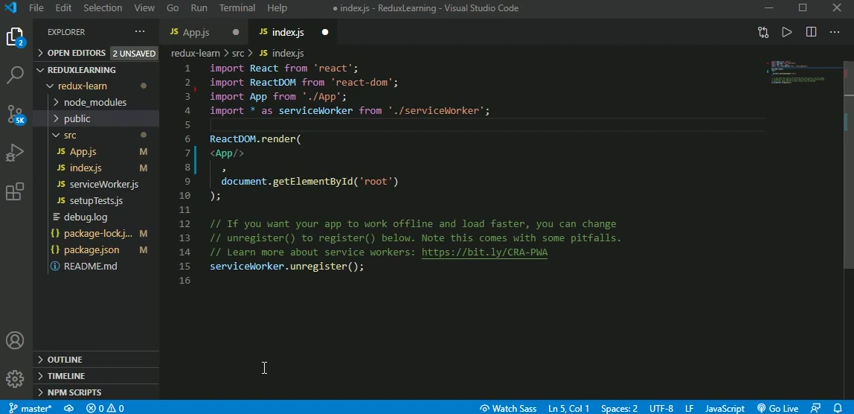 File Edit Selection View Go Run Terminal Help ● index.js - ReduxLearning - Visual Studio Code
EXPLORER ···
JS App.js ● JS index.js ●
OPEN EDITORS 2 UNSAVED
redux-learn > src > JS index.js
REDUXLEARNING
redux-learn
node_modules
public
src
JS App.js M
JS index.js M
JS serviceWorker.js
JS setupTests.js
debug.log
{} package-lock.j... M
{} package.json M
README.md
OUTLINE
TIMELINE
NPM SCRIPTS
2
5K
1 import React from 'react';
2 import ReactDOM from 'react-dom';
3 import App from './App';
4 import * as serviceWorker from './serviceWorker';
5
6 ReactDOM.render(
7 <App/>
8 ,
9 document.getElementById('root')
10 );
11
12 // If you want your app to work offline and load faster, you can change
13 // unregister() to register() below. Note this comes with some pitfalls.
14 // Learn more about service workers: https://bit.ly/CRA-PWA
15 serviceWorker.unregister();
16
master* 0 0 Watch Sass Ln 5, Col 1 Spaces: 2 UTF-8 LF JavaScript Go Live